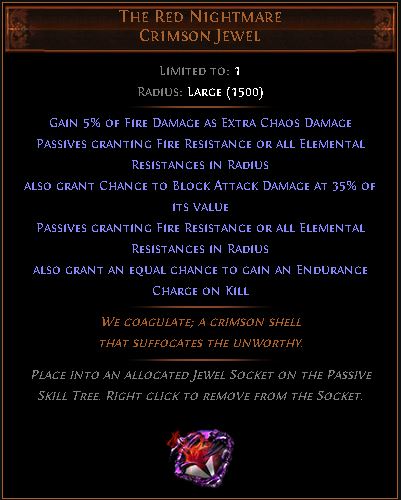 The Red Nightmare
Crimson Jewel
Limited to: 1
Radius: Large (1500)
Gain 5% of Fire Damage as Extra Chaos Damage
Passives granting Fire Resistance or all Elemental
Resistances in Radius
also grant Chance to Block Attack Damage at 35% of
its value
Passives granting Fire Resistance or all Elemental
Resistances in Radius
also grant an equal chance to gain an Endurance
Charge on Kill
We coagulate; a crimson shell
that suffocates the unworthy.
Place into an allocated Jewel Socket on the Passive
Skill Tree. Right click to remove from the Socket.